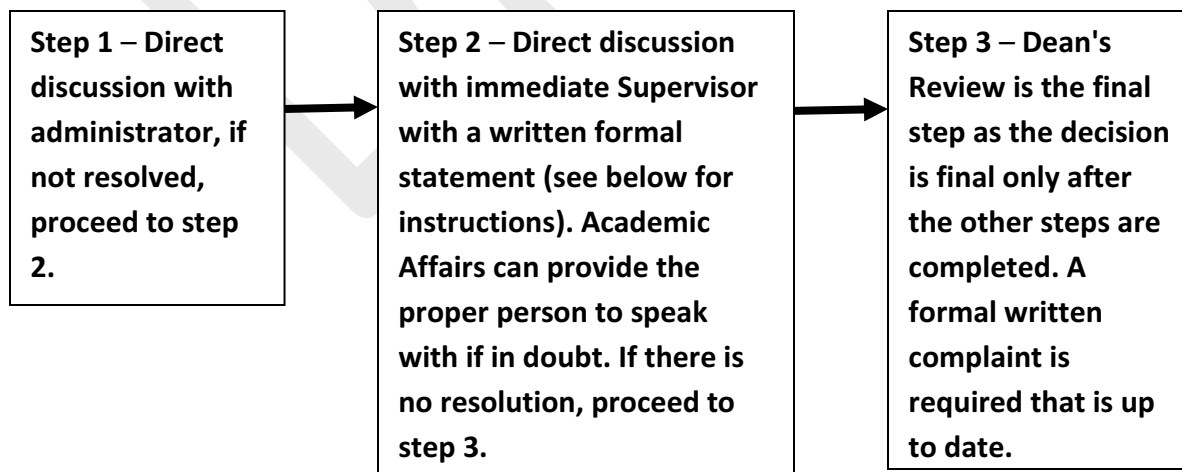 Step 1 – Direct
discussion with
administrator, if
not resolved,
proceed to step
2.
Step 2 – Direct discussion
with immediate Supervisor
with a written formal
statement (see below for
instructions). Academic
Affairs can provide the
proper person to speak
with if in doubt. If there is
no resolution, proceed to
step 3.
Step 3 – Dean's
Review is the final
step as the decision
is final only after
the other steps are
completed. A
formal written
complaint is
required that is up
to date.